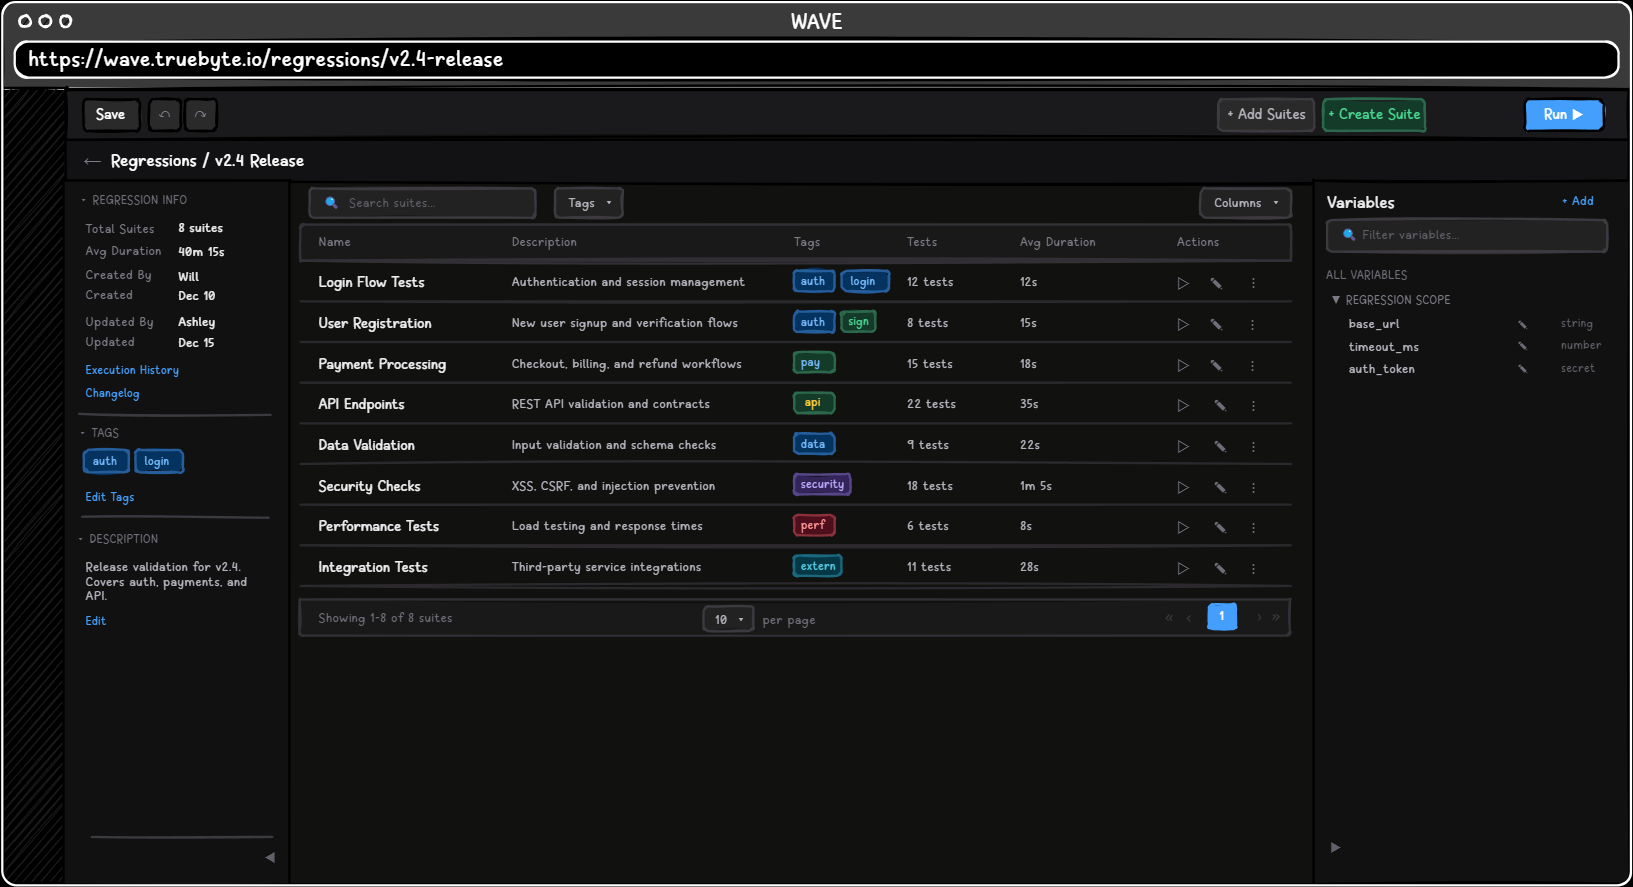 WAVE
https://wave.truebyte.io/regressions/v2.4-release
Save
+ Add Suites
+ Create Suite
Run ▶
← Regressions / v2.4 Release
- REGRESSION INFO
Total Suites 8 suites
Avg Duration 40m 15s
Created By Will
Created Dec 10
Updated By Ashley
Updated Dec 15
Execution History
Changelog
- TAGS
auth login
Edit Tags
- DESCRIPTION
Release validation for v2.4.
Covers auth, payments, and
API.
Edit
Search suites...
Tags
Columns
Name Description Tags Tests Avg Duration Actions
Login Flow Tests Authentication and session management auth login 12 tests 12s
User Registration New user signup and verification flows auth sign 8 tests 15s
Payment Processing Checkout, billing, and refund workflows pay 15 tests 18s
API Endpoints REST API validation and contracts api 22 tests 35s
Data Validation Input validation and schema checks data 9 tests 22s
Security Checks XSS, CSRF, and injection prevention security 18 tests 1m 5s
Performance Tests Load testing and response times perf 6 tests 8s
Integration Tests Third-party service integrations extern 11 tests 28s
Showing 1-8 of 8 suites 10 per page « ‹ 1 › »
Variables + Add
Filter variables...
ALL VARIABLES
▼ REGRESSION SCOPE
base_url string
timeout_ms number
auth_token secret